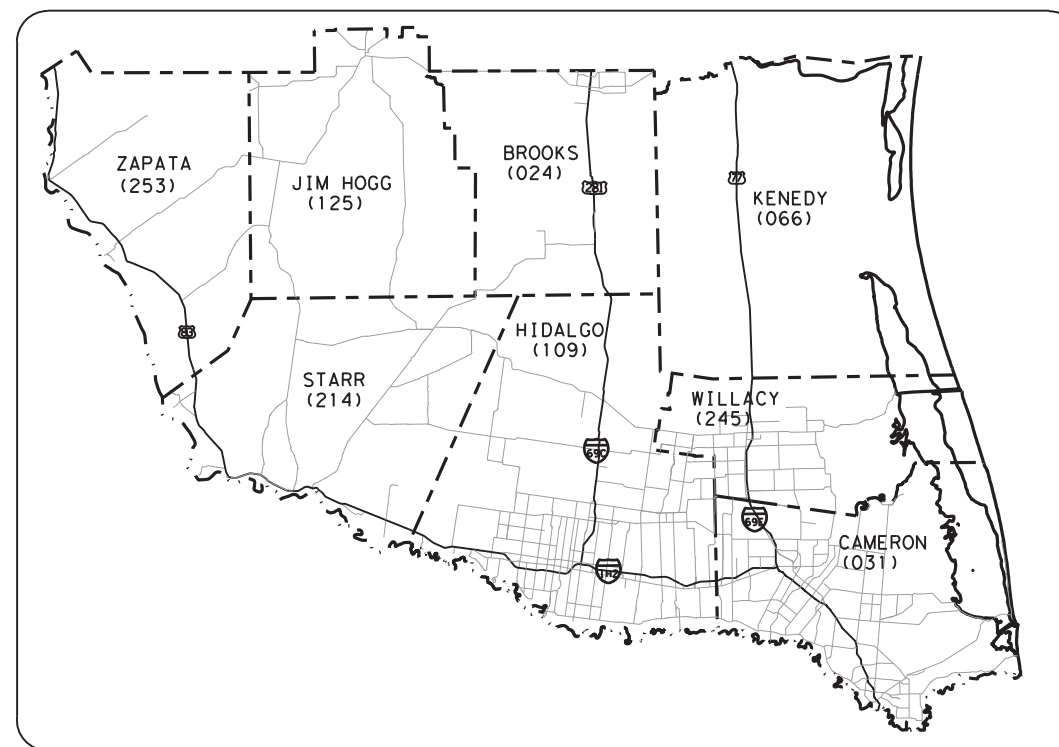 ZAPATA
(253)
JIM HOGG
(125)
BROOKS
(024)
281
77
KENEDY
(066)
83
HIDALGO
(109)
STARR
(214)
WILLACY
(245)
69C
69E
CAMERON
(031)
IH2